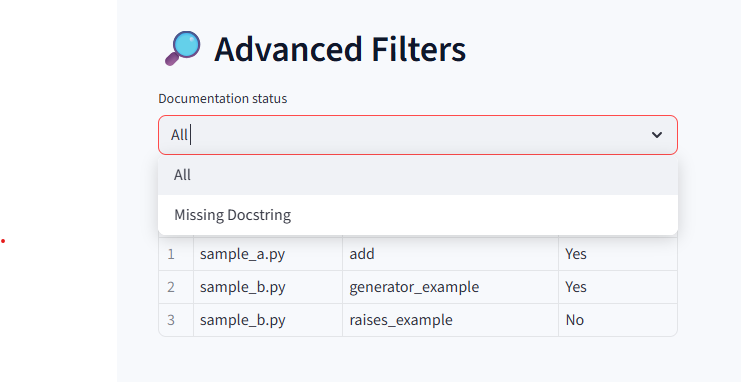 Advanced Filters
Documentation status
All
All
Missing Docstring
1 sample_a.py add Yes
2 sample_b.py generator_example Yes
3 sample_b.py raises_example No